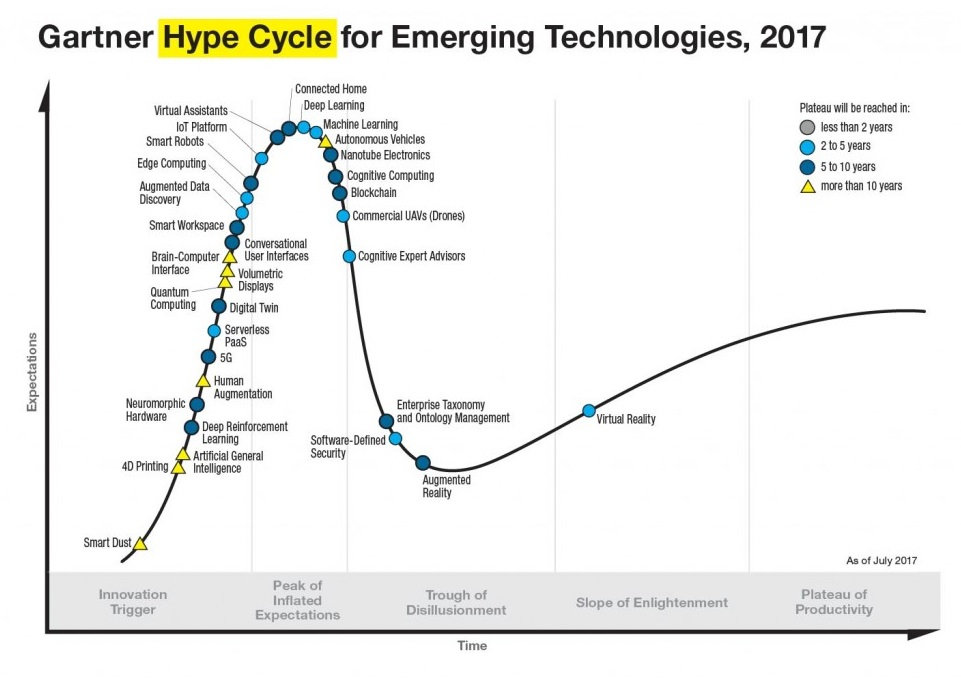 Gartner Hype Cycle for Emerging Technologies, 2017
Connected Home
Deep Learning
Virtual Assistants
Machine Learning
IoT Platform
Autonomous Vehicles
Smart Robots
Nanotube Electronics
Edge Computing
Cognitive Computing
Augmented Data
Discovery
Blockchain
Commercial UAVs (Drones)
Smart Workspace
Conversational
User Interfaces
Brain-Computer
Interface
Cognitive Expert Advisors
Volumetric
Displays
Quantum
Computing
Digital Twin
Serverless
PaaS
5G
Human
Augmentation
Neuromorphic
Hardware
Deep Reinforcement
Learning
Artificial General
Intelligence
4D Printing
Smart Dust
Enterprise Taxonomy
and Ontology Management
Software-Defined
Security
Augmented
Reality
Virtual Reality
Plateau will be reached in:
less than 2 years
2 to 5 years
5 to 10 years
more than 10 years
As of July 2017
Expectations
Innovation
Trigger
Peak of
Inflated
Expectations
Trough of
Disillusionment
Slope of Enlightenment
Plateau of
Productivity
Time